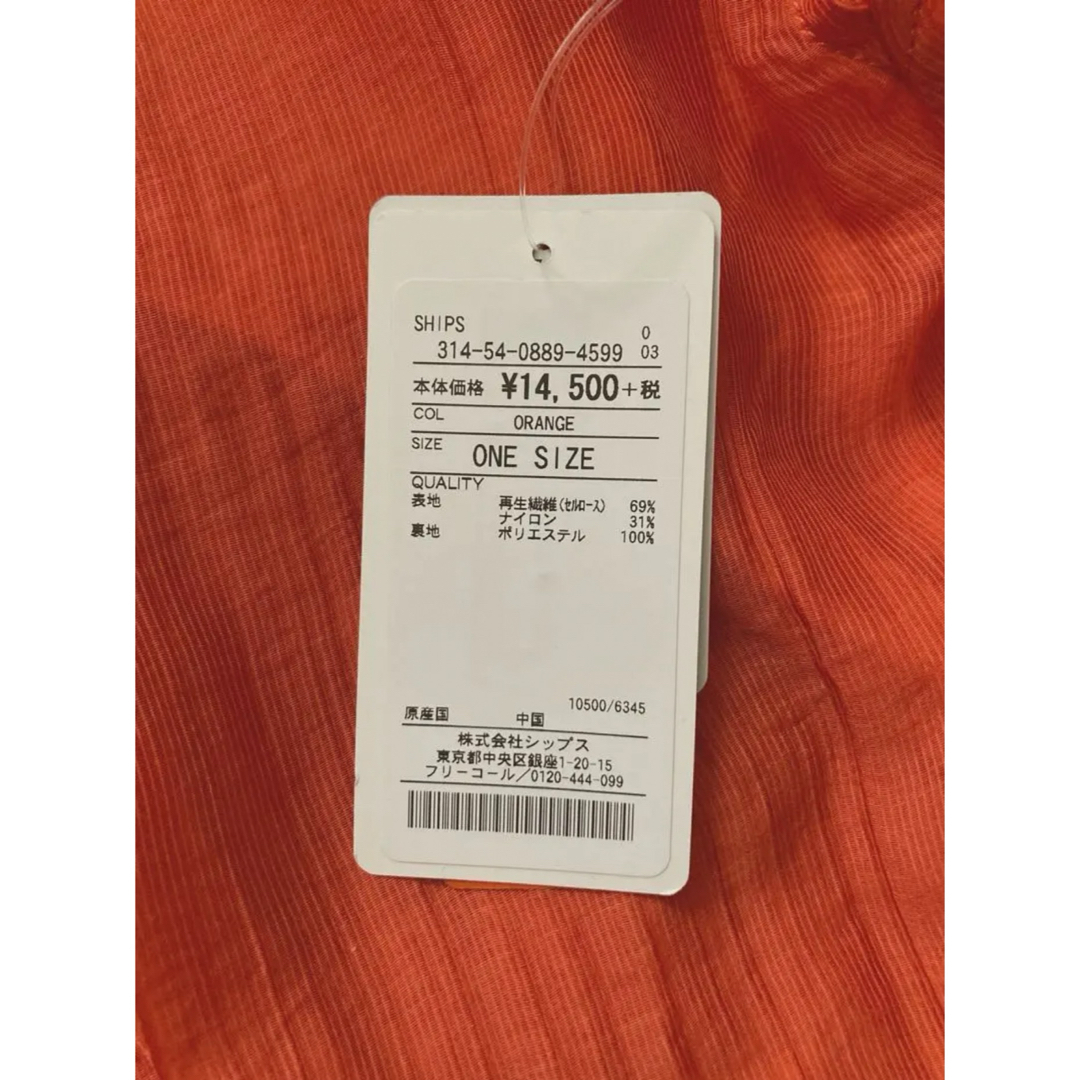 SHIPS 0
314-54-0889-4599 03
本体価格 ¥14,500+税
COL ORANGE
SIZE ONE SIZE
QUALITY
表地 再生繊維(セルロース) 69%
ナイロン 31%
裏地 ポリエステル 100%
10500/6345
原産国 中国
株式会社シップス
東京都中央区銀座1-20-15
フリーコール/0120-444-099